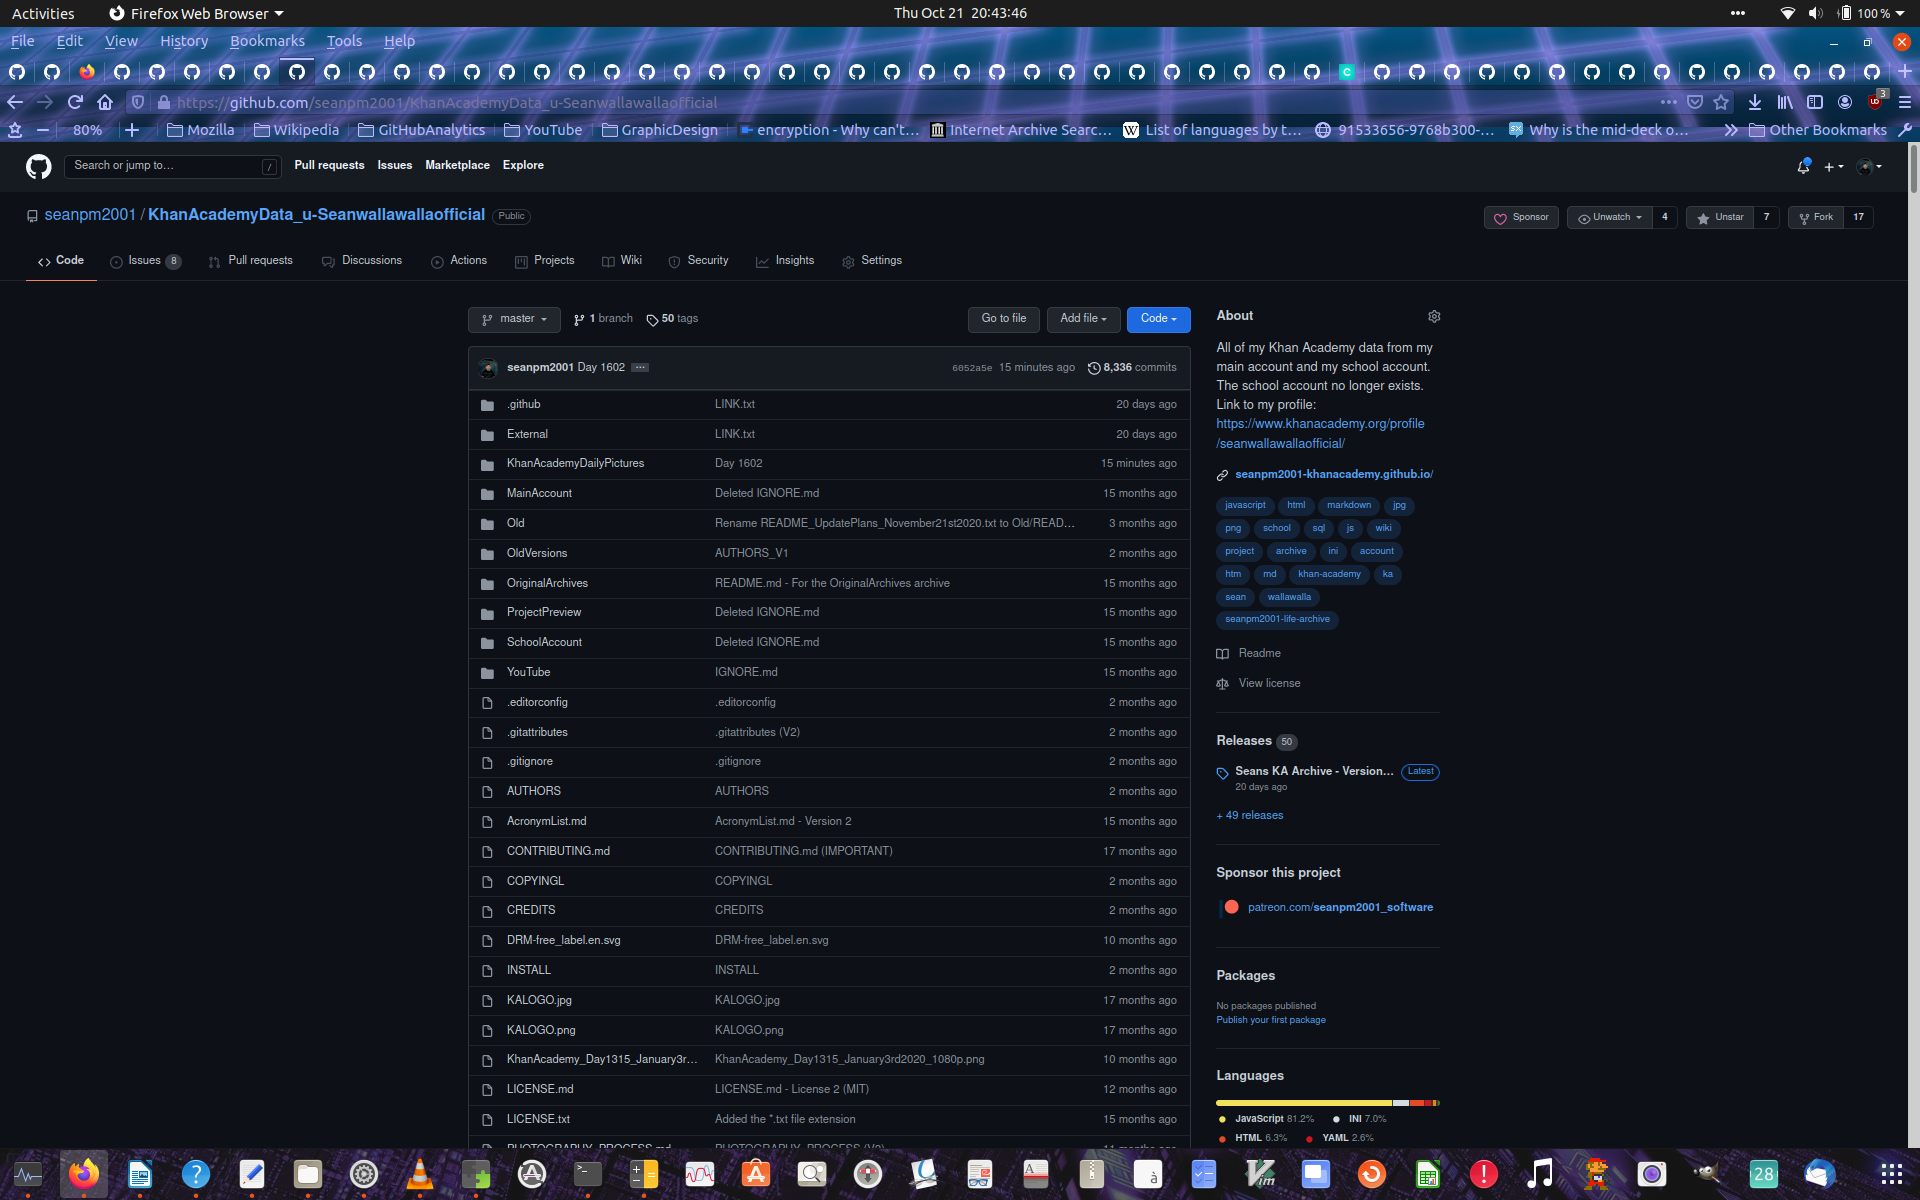 Activities Firefox Web Browser Thu Oct 21 20:43:46 100 %
File Edit View History Bookmarks Tools Help
https://github.com/seanpm2001/KhanAcademyData_u-Seanwallawallaofficial 3
80% Mozilla Wikipedia GitHubAnalytics YouTube GraphicDesign encryption - Why can't… Internet Archive Searc… List of languages by t… 91533656-9768b300-… Why is the mid-deck o… Other Bookmarks
Search or jump to… / Pull requests Issues Marketplace Explore
seanpm2001 / KhanAcademyData_u-Seanwallawallaofficial Public Sponsor Unwatch 4 Unstar 7 Fork 17
Code Issues 8 Pull requests Discussions Actions Projects Wiki Security Insights Settings
master 1 branch 50 tags Go to file Add file Code
seanpm2001 Day 1602 ... 6052a5e 15 minutes ago 8,336 commits
.github LINK.txt 20 days ago
External LINK.txt 20 days ago
KhanAcademyDailyPictures Day 1602 15 minutes ago
MainAccount Deleted IGNORE.md 15 months ago
Old Rename README_UpdatePlans_November21st2020.txt to Old/READ… 3 months ago
OldVersions AUTHORS_V1 2 months ago
OriginalArchives README.md - For the OriginalArchives archive 15 months ago
ProjectPreview Deleted IGNORE.md 15 months ago
SchoolAccount Deleted IGNORE.md 15 months ago
YouTube IGNORE.md 15 months ago
.editorconfig .editorconfig 2 months ago
.gitattributes .gitattributes (V2) 2 months ago
.gitignore .gitignore 2 months ago
AUTHORS AUTHORS 2 months ago
AcronymList.md AcronymList.md - Version 2 15 months ago
CONTRIBUTING.md CONTRIBUTING.md (IMPORTANT) 17 months ago
COPYINGL COPYINGL 2 months ago
CREDITS CREDITS 2 months ago
DRM-free_label.en.svg DRM-free_label.en.svg 10 months ago
INSTALL INSTALL 2 months ago
KALOGO.jpg KALOGO.jpg 17 months ago
KALOGO.png KALOGO.png 17 months ago
KhanAcademy_Day1315_January3r… KhanAcademy_Day1315_January3rd2020_1080p.png 10 months ago
LICENSE.md LICENSE.md - License 2 (MIT) 12 months ago
LICENSE.txt Added the *.txt file extension 15 months ago
About
All of my Khan Academy data from my
main account and my school account.
The school account no longer exists.
Link to my profile:
https://www.khanacademy.org/profile
/seanwallawallaofficial/
seanpm2001-khanacademy.github.io/
javascript html markdown jpg
png school sql js wiki
project archive ini account
htm md khan-academy ka
sean wallawalla
seanpm2001-life-archive
Readme
View license
Releases 50
Seans KA Archive - Version… Latest
20 days ago
+ 49 releases
Sponsor this project
patreon.com/seanpm2001_software
Packages
No packages published
Publish your first package
Languages
JavaScript 81.2% INI 7.0%
HTML 6.3% YAML 2.6%
28